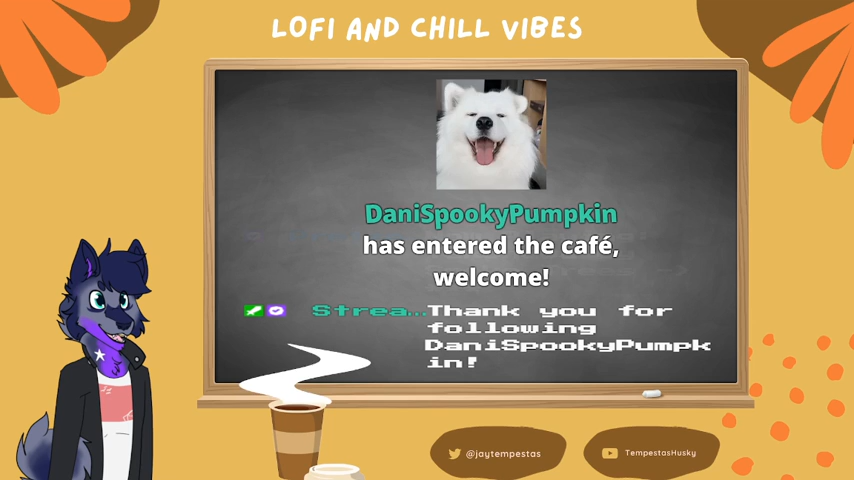 LOFI AND CHILL VIBES
DaniSpookyPumpkin
has entered the café,
welcome!
Strea... Thank you for
following
DaniSpookyPumpk
in!
@jaytempestas
TempestasHusky